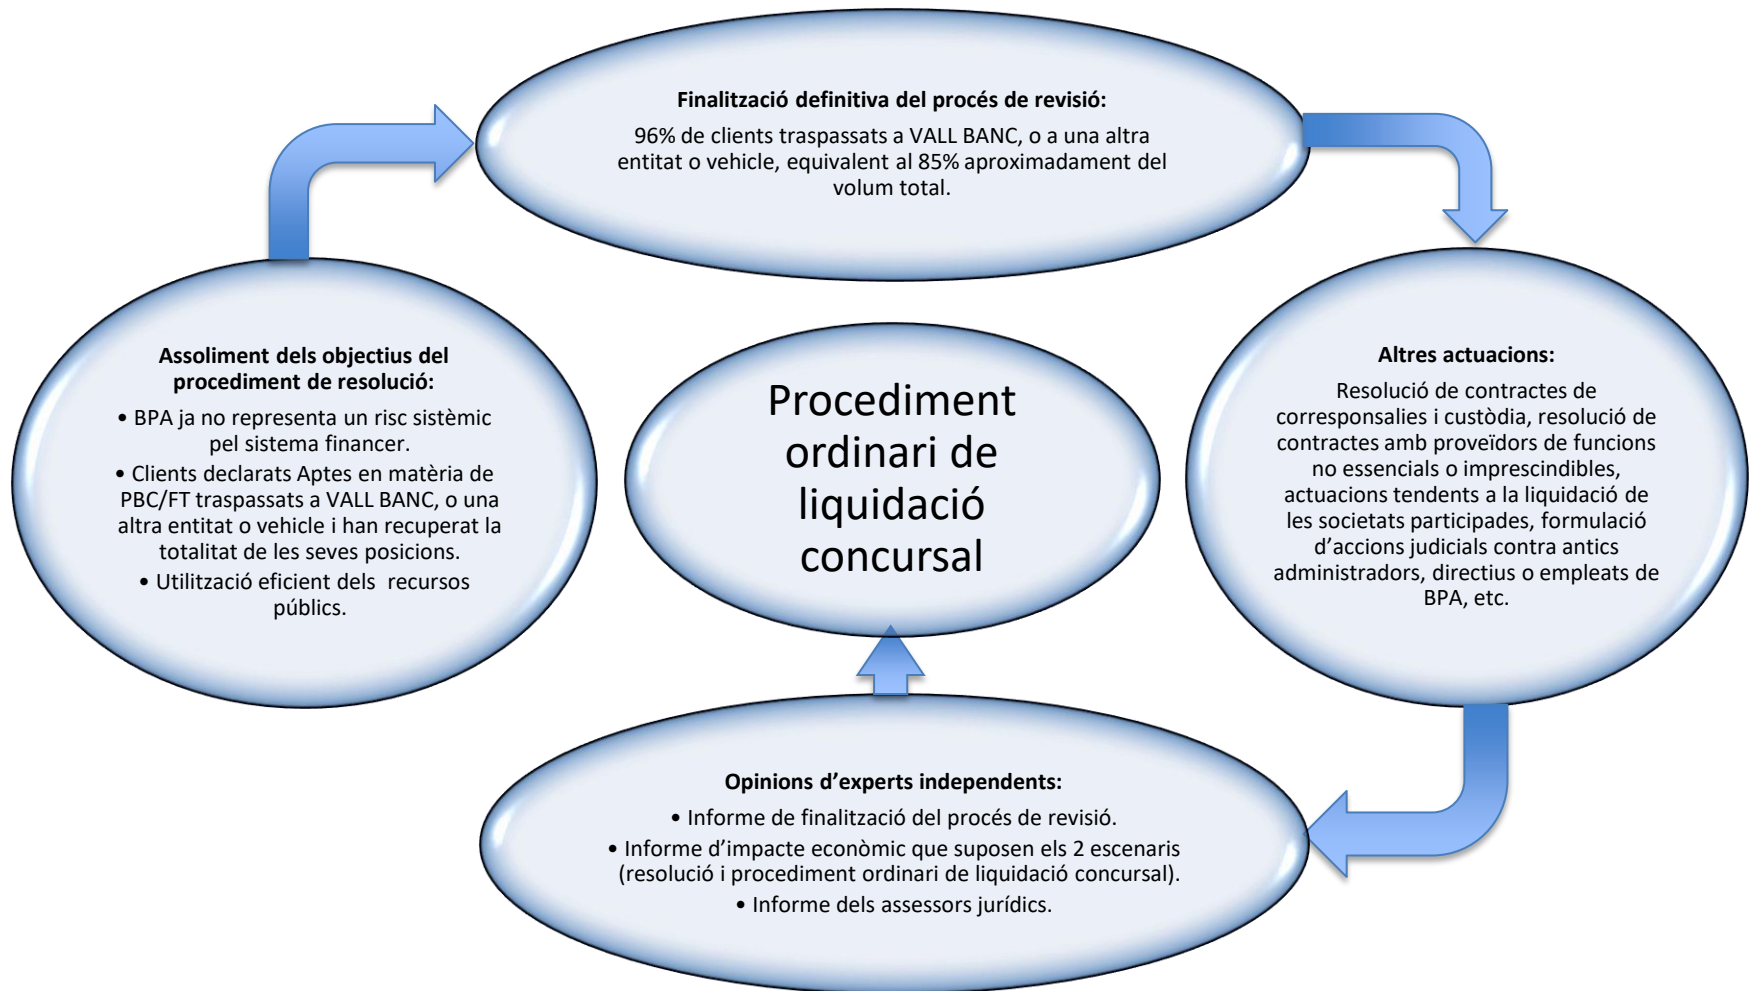 Finalització definitiva del procés de revisió:
96% de clients traspassats a VALL BANC, o a una altra
entitat o vehicle, equivalent al 85% aproximadament del
volum total.
Assoliment dels objectius del
procediment de resolució:
• BPA ja no representa un risc sistèmic
pel sistema financer.
• Clients declarats Aptes en matèria de
PBC/FT traspassats a VALL BANC, o una
altra entitat o vehicle i han recuperat la
totalitat de les seves posicions.
• Utilització eficient dels recursos
públics.
Procediment
ordinari de
liquidació
concursal
Altres actuacions:
Resolució de contractes de
corresponsalies i custòdia, resolució de
contractes amb proveïdors de funcions
no essencials o imprescindibles,
actuacions tendents a la liquidació de
les societats participades, formulació
d’accions judicials contra antics
administradors, directius o empleats de
BPA, etc.
Opinions d’experts independents:
• Informe de finalització del procés de revisió.
• Informe d’impacte econòmic que suposen els 2 escenaris
(resolució i procediment ordinari de liquidació concursal).
• Informe dels assessors jurídics.